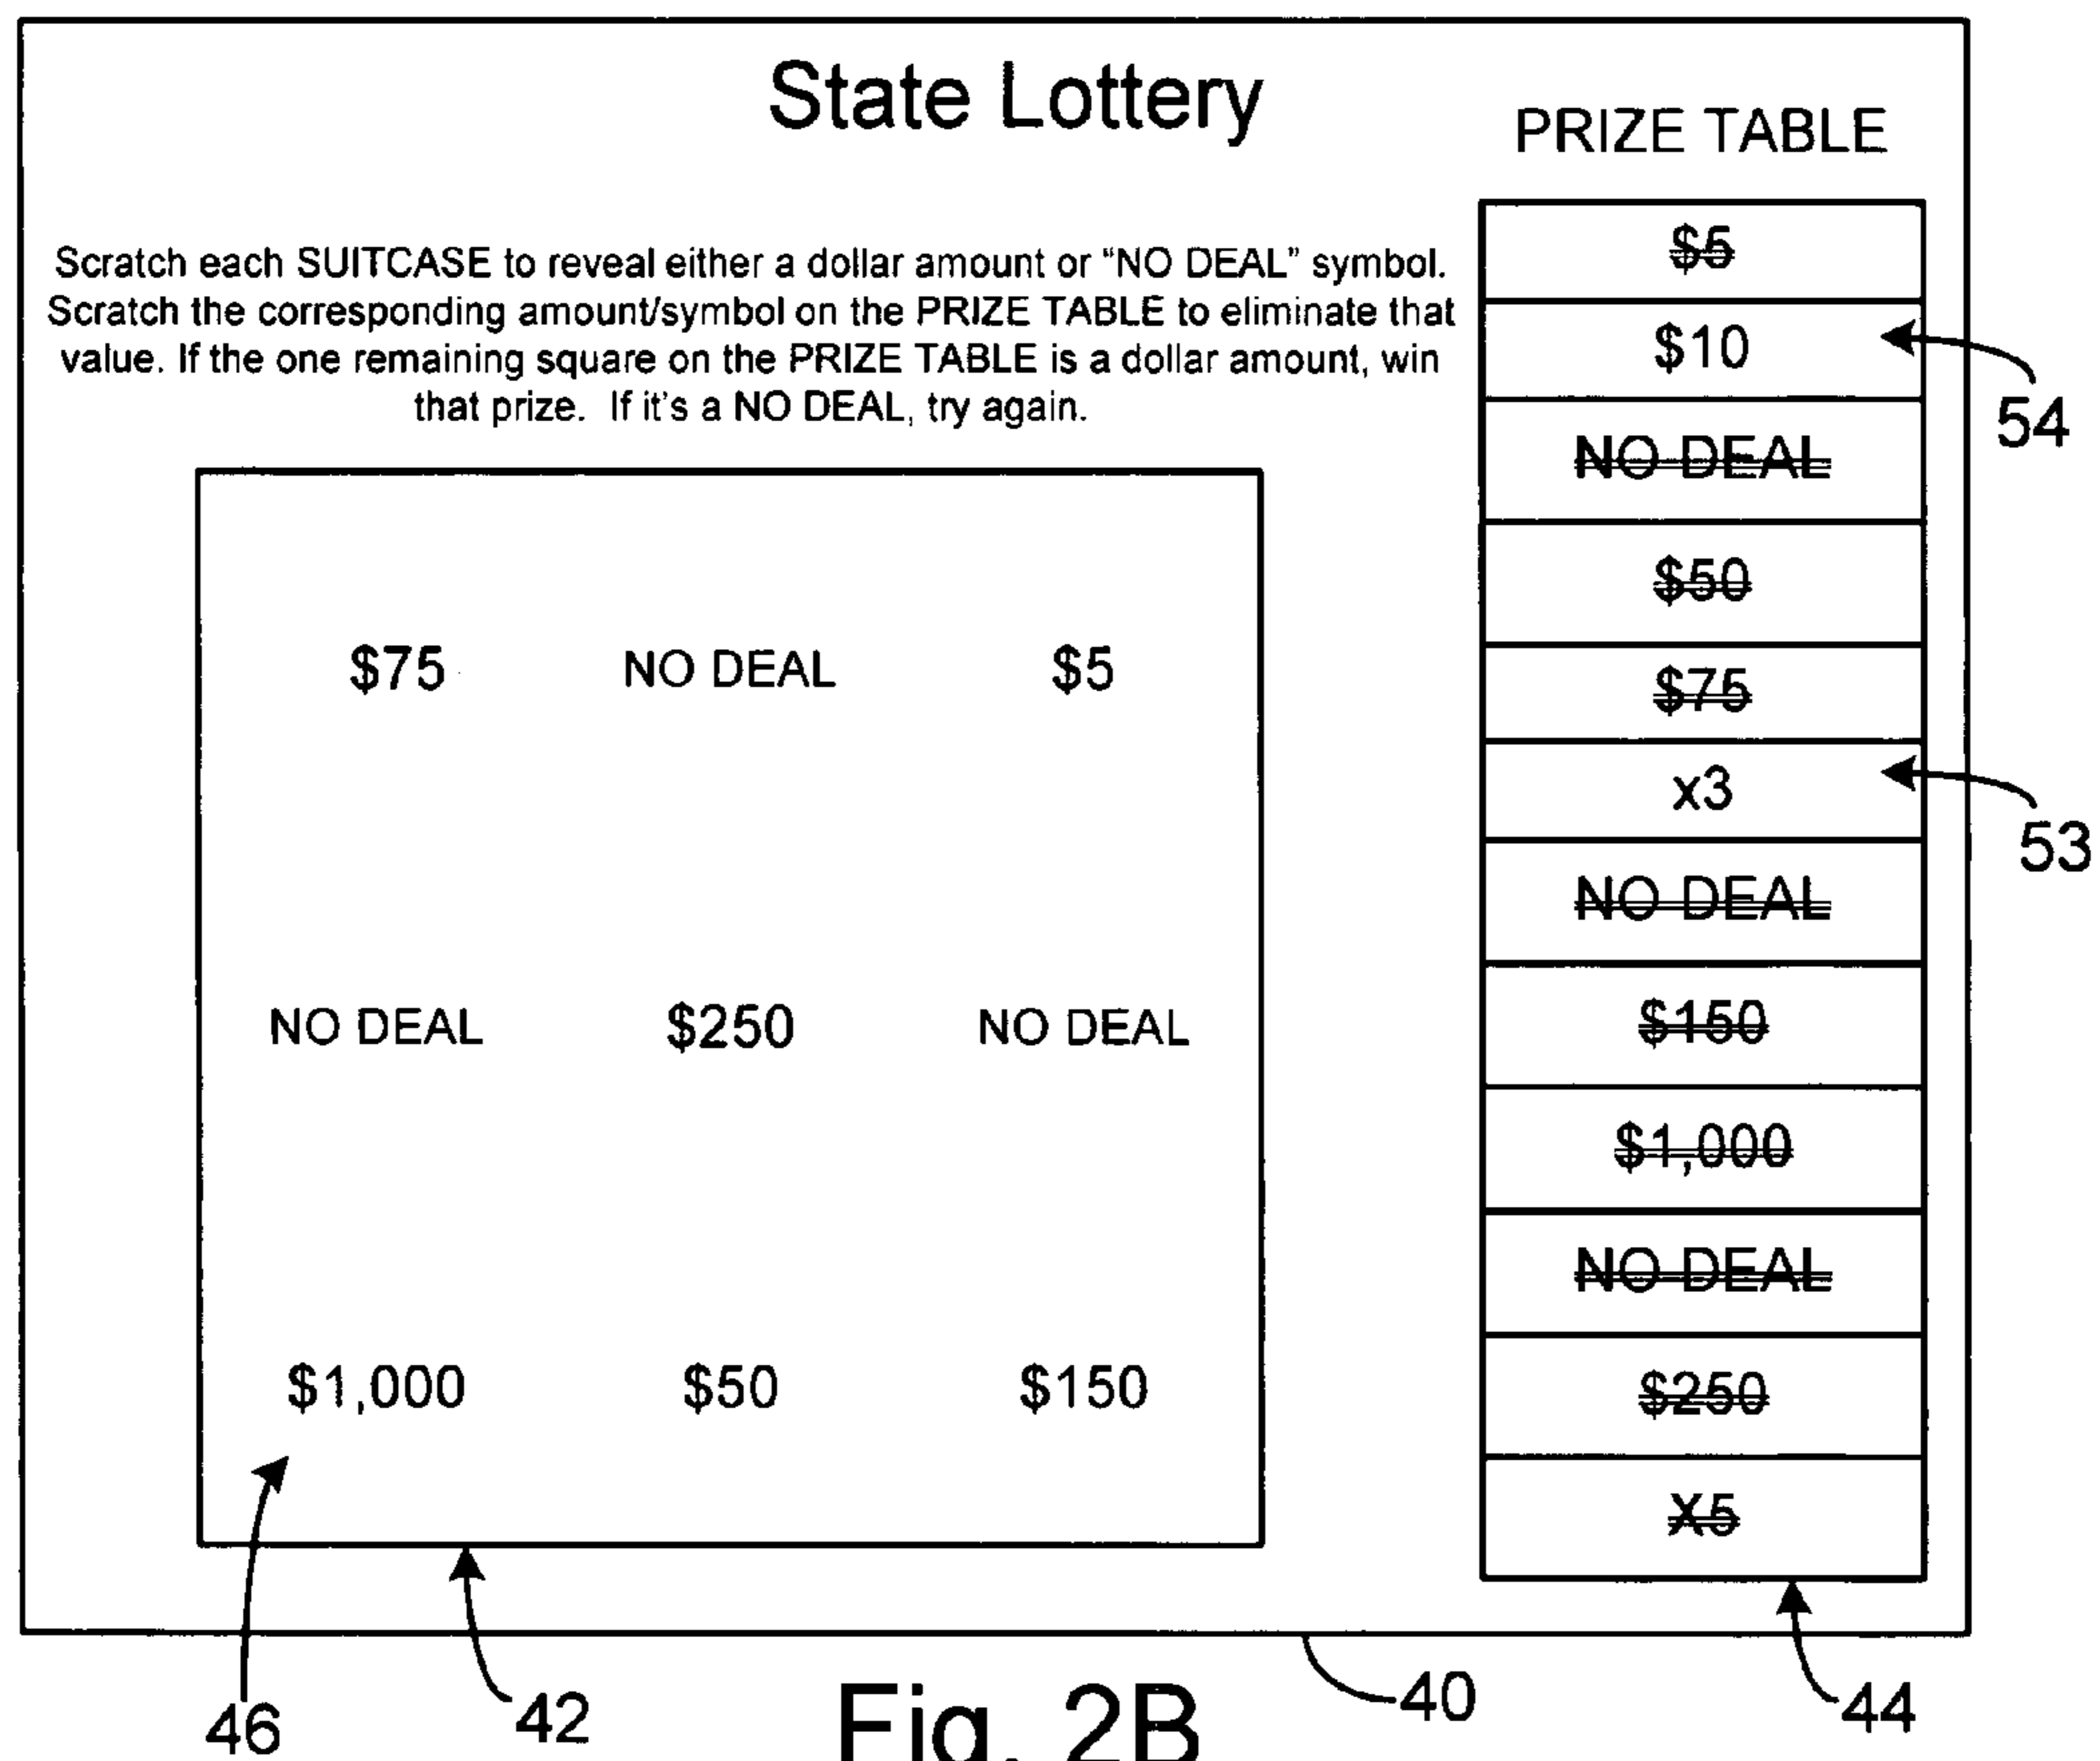 State Lottery
PRIZE TABLE
Scratch each SUITCASE to reveal either a dollar amount or “NO DEAL” symbol.
Scratch the corresponding amount/symbol on the PRIZE TABLE to eliminate that
value. If the one remaining square on the PRIZE TABLE is a dollar amount, win
that prize. If it's a NO DEAL, try again.
$75 NO DEAL $5
NO DEAL $250 NO DEAL
$1,000 $50 $150
$5
$10
NO DEAL
$50
$75
x3
NO DEAL
$150
$1,000
NO DEAL
$250
X5
54
53
46
42
40
44
Fig. 2B